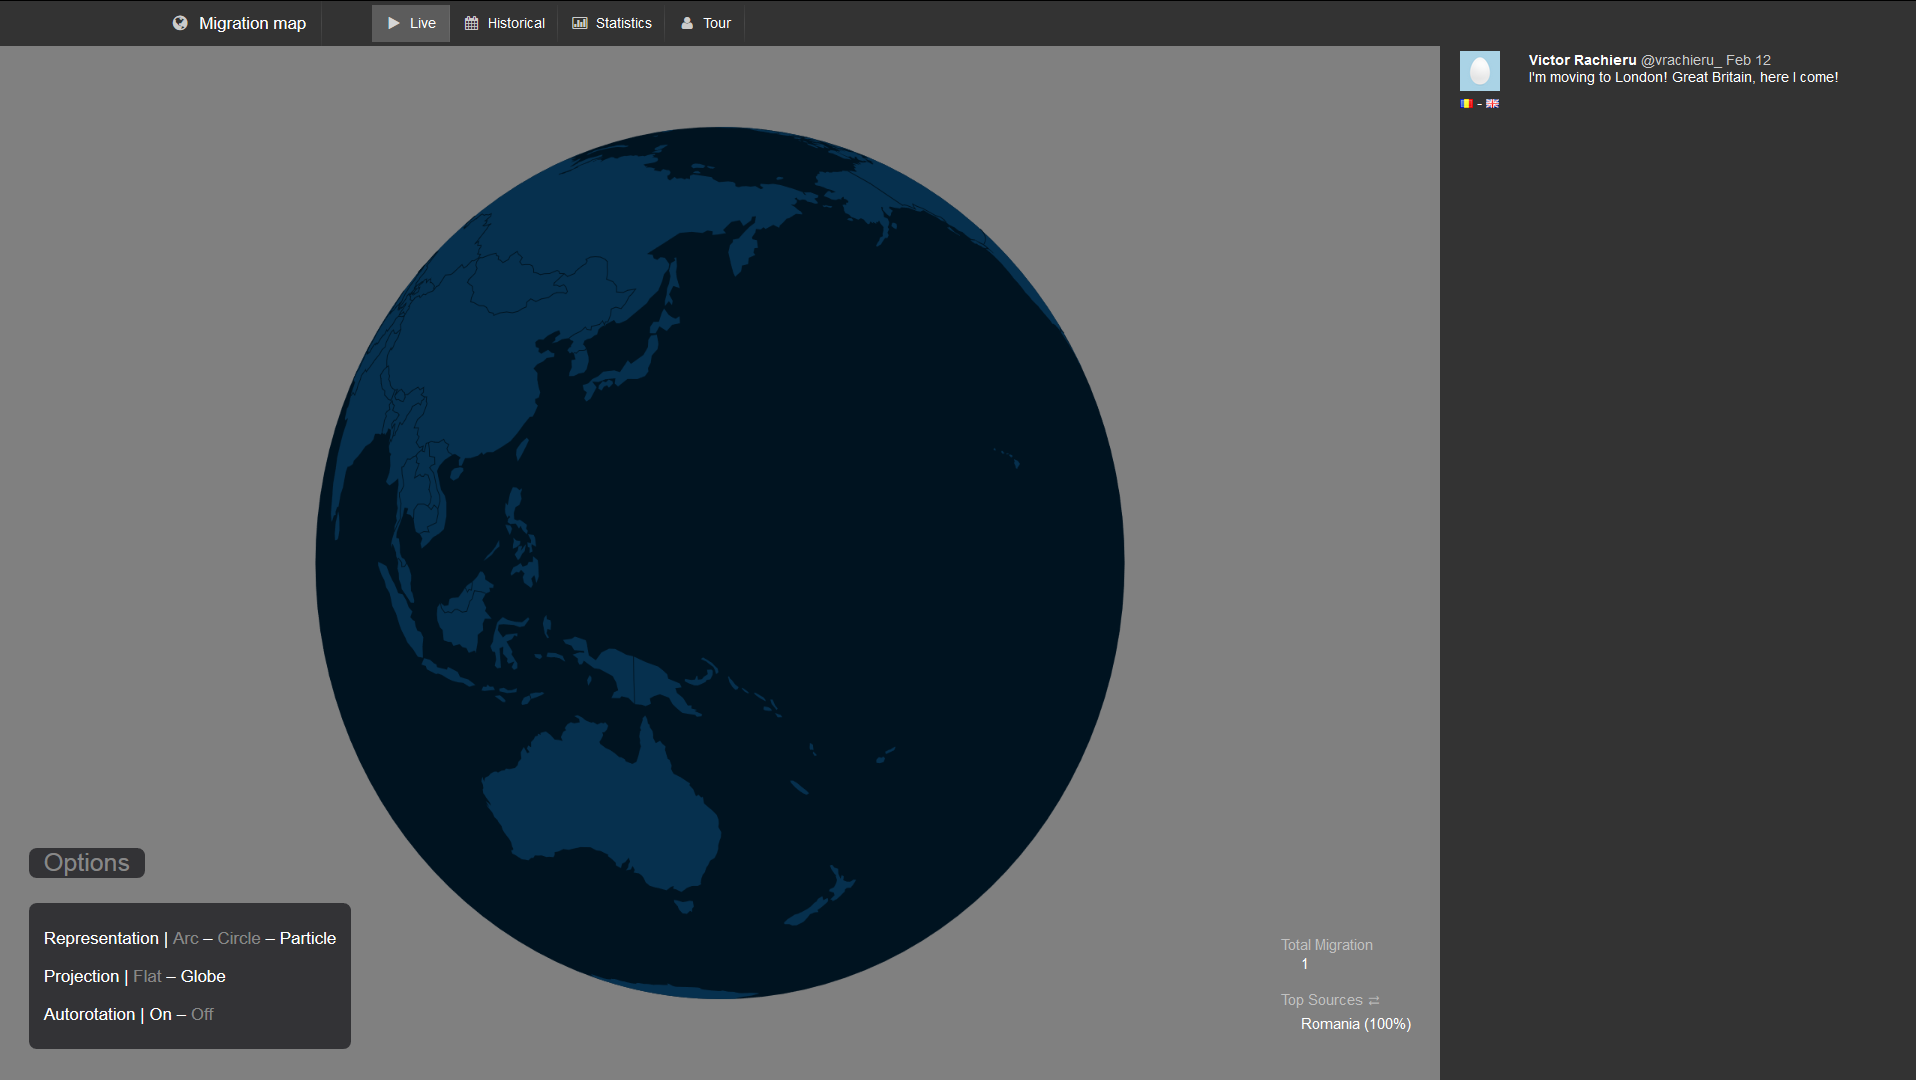 Migration map
Live
Historical
Statistics
Tour
Victor Rachieru @vrachieru_ Feb 12
I'm moving to London! Great Britain, here I come!
-
Options
Representation | Arc – Circle – Particle
Projection | Flat – Globe
Autorotation | On – Off
Total Migration
1
Top Sources ⇄
Romania (100%)